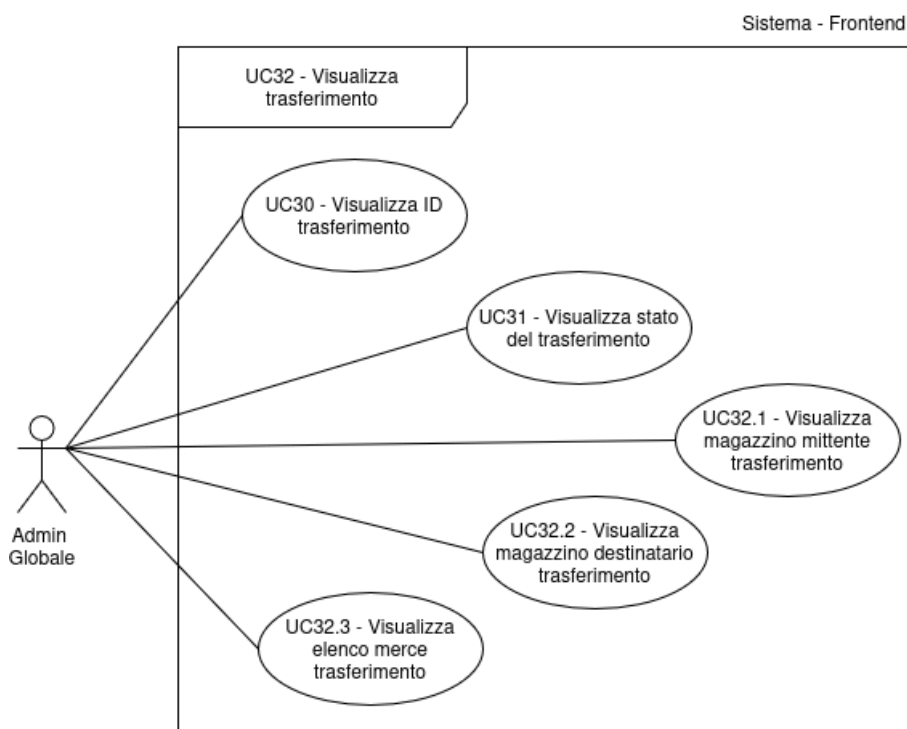 Sistema - Frontend
UC32 - Visualizza
trasferimento
UC30 - Visualizza ID
trasferimento
UC31 - Visualizza stato
del trasferimento
UC32.1 - Visualizza
magazzino mittente
trasferimento
Admin
Globale
UC32.2 - Visualizza
magazzino destinatario
trasferimento
UC32.3 - Visualizza
elenco merce
trasferimento